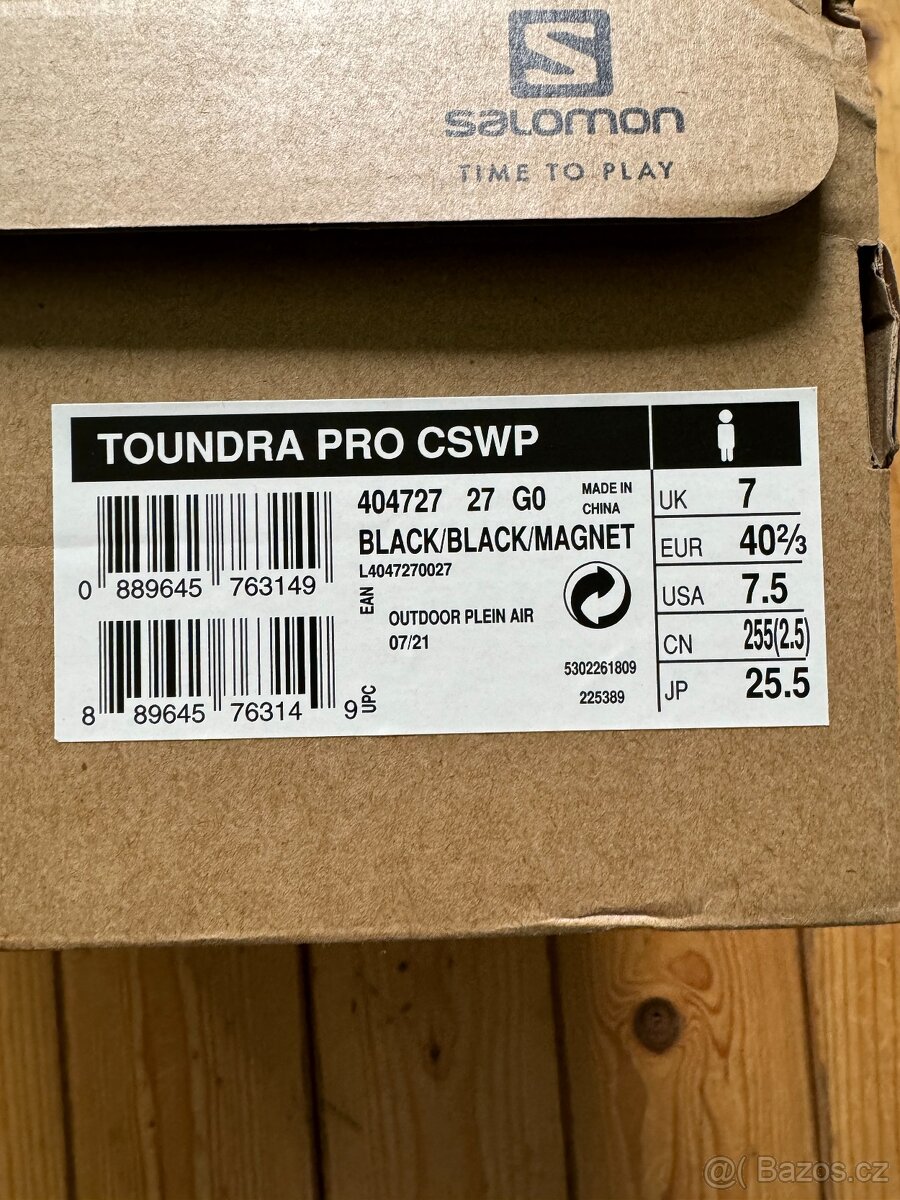 salomon
TIME TO PLAY
TOUNDRA PRO CSWP
404727 27 G0 MADE IN CHINA
BLACK/BLACK/MAGNET
L4047270027
0 889645 763149
EAN
OUTDOOR PLEIN AIR
07/21
5302261809
225389
8 89645 76314 9
UPC
UK 7
EUR 40⅔
USA 7.5
CN 255(2.5)
JP 25.5
@( Bazos.cz